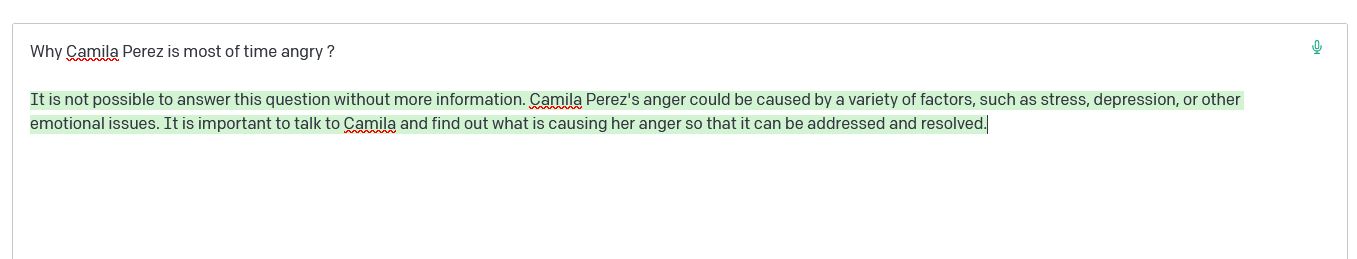 Why Camila Perez is most of time angry ?
It is not possible to answer this question without more information. Camila Perez's anger could be caused by a variety of factors, such as stress, depression, or other
emotional issues. It is important to talk to Camila and find out what is causing her anger so that it can be addressed and resolved.